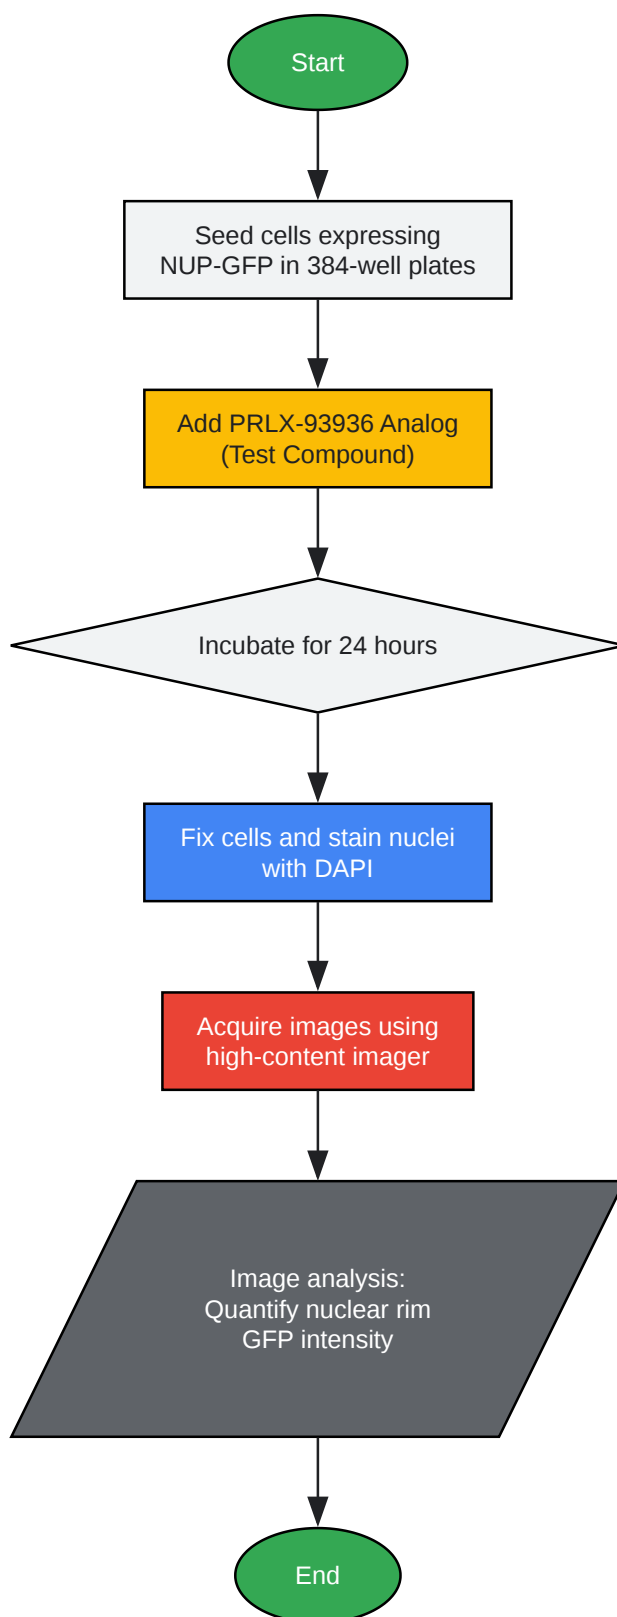 Start
Seed cells expressing
NUP-GFP in 384-well plates
Add PRLX-93936 Analog
(Test Compound)
Incubate for 24 hours
Fix cells and stain nuclei
with DAPI
Acquire images using
high-content imager
Image analysis:
Quantify nuclear rim
GFP intensity
End